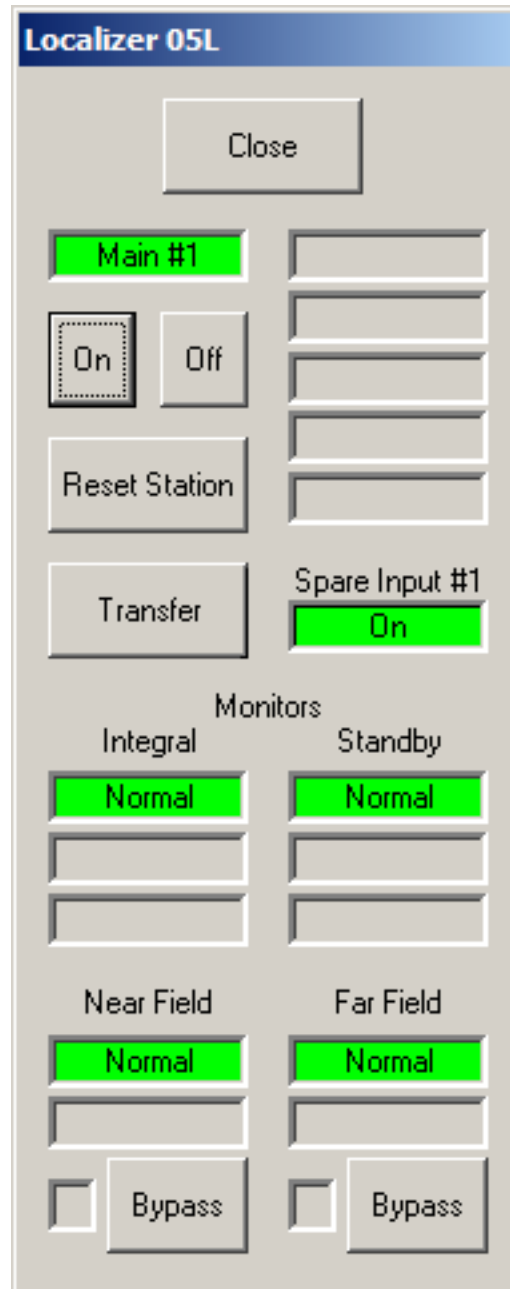 Localizer 05L
Close
Main #1
On Off
Reset Station
Transfer
Spare Input #1
On
Monitors
Integral Standby
Normal Normal
Near Field Far Field
Normal Normal
Bypass Bypass